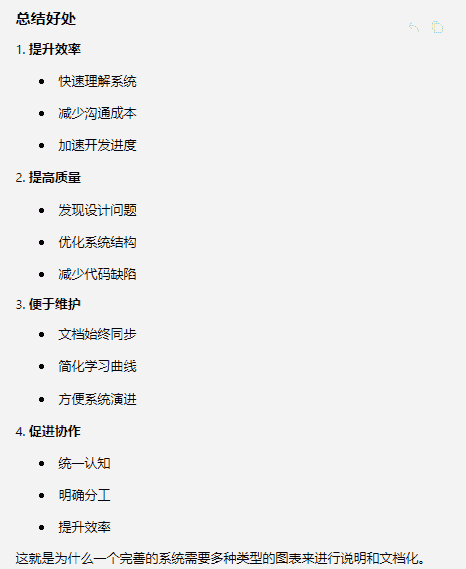 总结好处
1. 提升效率
• 快速理解系统
• 减少沟通成本
• 加速开发进度
2. 提高质量
• 发现设计问题
• 优化系统结构
• 减少代码缺陷
3. 便于维护
• 文档始终同步
• 简化学习曲线
• 方便系统演进
4. 促进协作
• 统一认知
• 明确分工
• 提升效率
这就是为什么一个完善的系统需要多种类型的图表来进行说明和文档化。